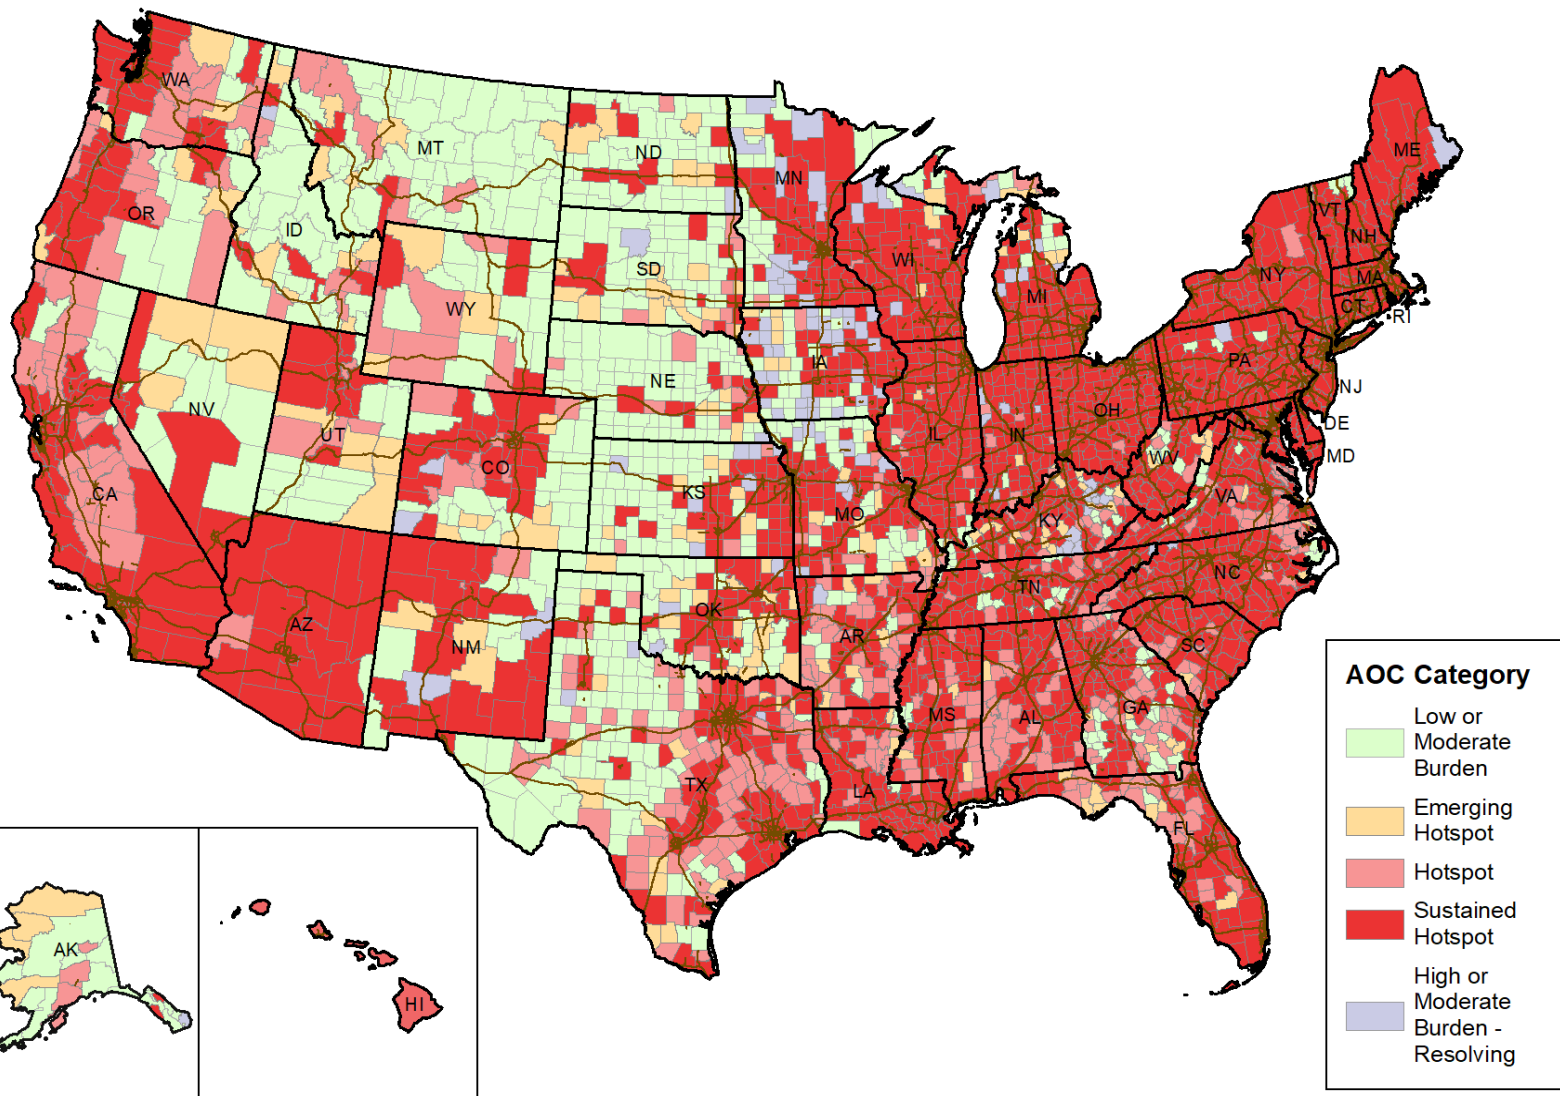 WA
MT
ND
MN
ME
OR
ID
SD
WI
MI
VT
NH
NY
MA
CT
RI
WY
IA
PA
NE
NJ
NV
OH
DE
UT
IL
IN
MD
CO
WV
CA
KS
VA
MO
KY
NC
TN
AZ
OK
NM
AR
SC
MS
AL
GA
TX
LA
FL
AK
HI
AOC Category
Low or
Moderate
Burden
Emerging
Hotspot
Hotspot
Sustained
Hotspot
High or
Moderate
Burden -
Resolving